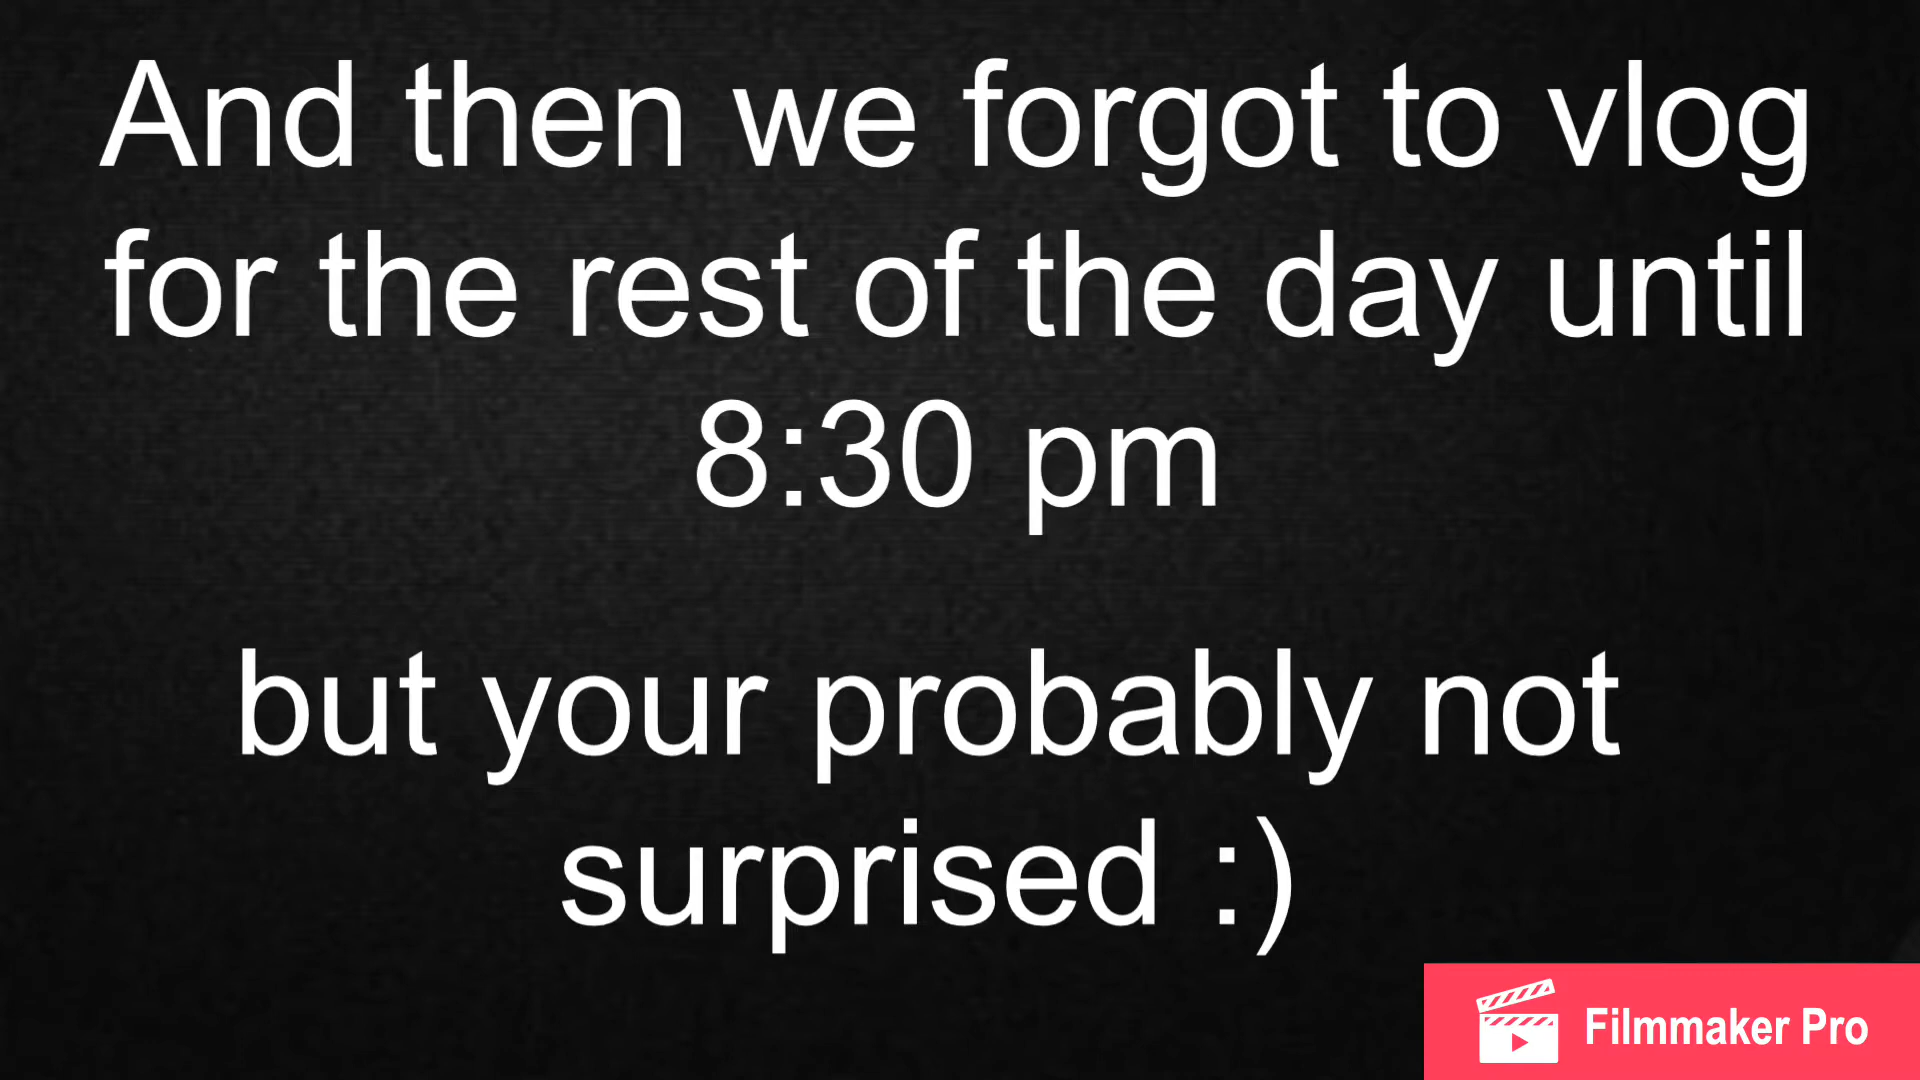 And then we forgot to vlog
for the rest of the day until
8:30 pm
but your probably not
surprised :)
Filmmaker Pro